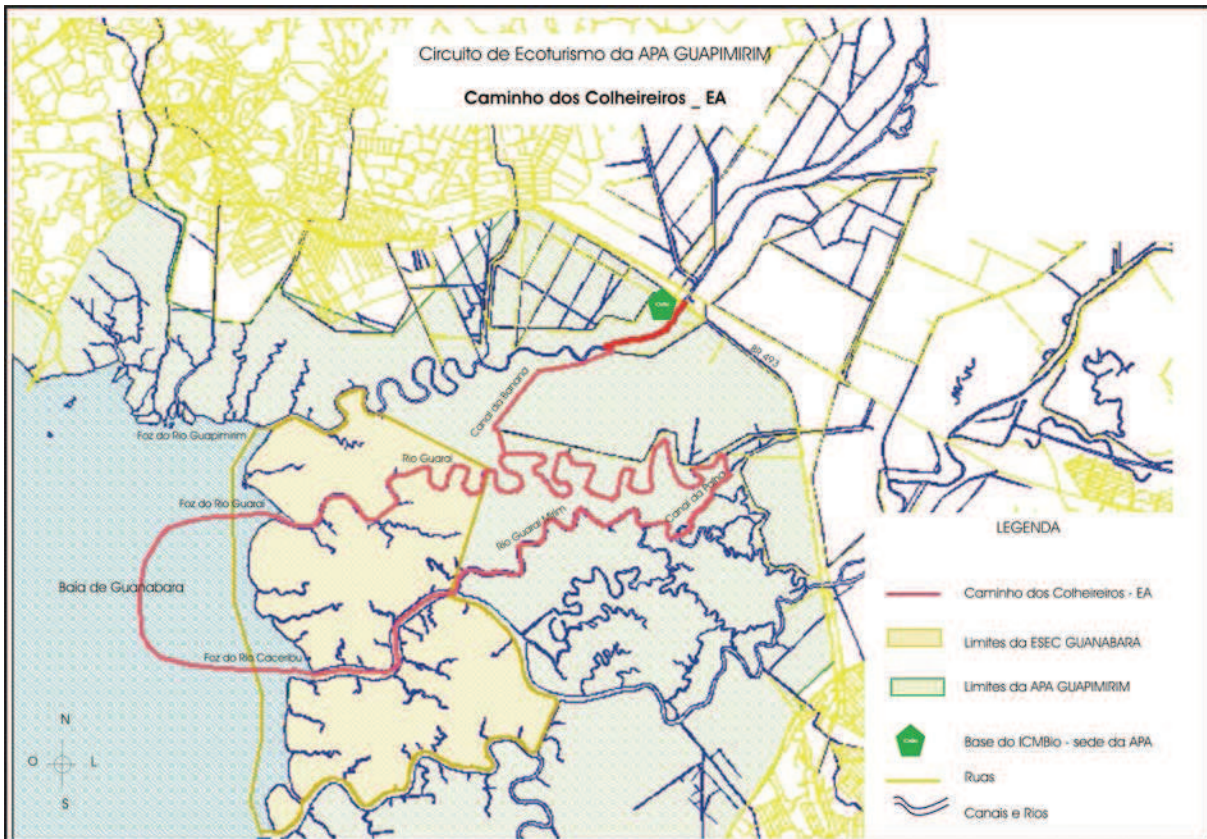 Circuito de Ecoturismo da APA GUAPIMIRIM
Caminho dos Colheireiros _ EA
BR 493
Canal da Banana
Foz do Rio Guapimirim
Rio Guaraí
Foz do Rio Guaraí
Canal da Palha
Rio Guaraí Mirim
Baia de Guanabara
Foz do Rio Caceribu
N
O
L
S
LEGENDA
Caminho dos Colheireiros - EA
Limites da ESEC GUANABARA
Limites da APA GUAPIMIRIM
Base do ICMBio - sede da APA
Ruas
Canais e Rios